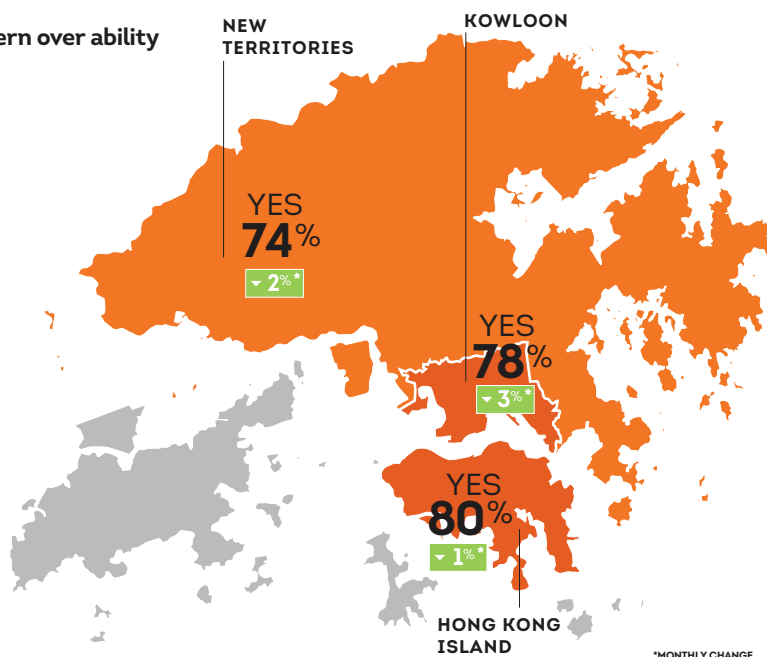 ern over ability
NEW
TERRITORIES
KOWLOON
YES
74%
2%*
YES
78%
3%*
YES
80%
1%*
HONG KONG
ISLAND
*MONTHLY CHANGE